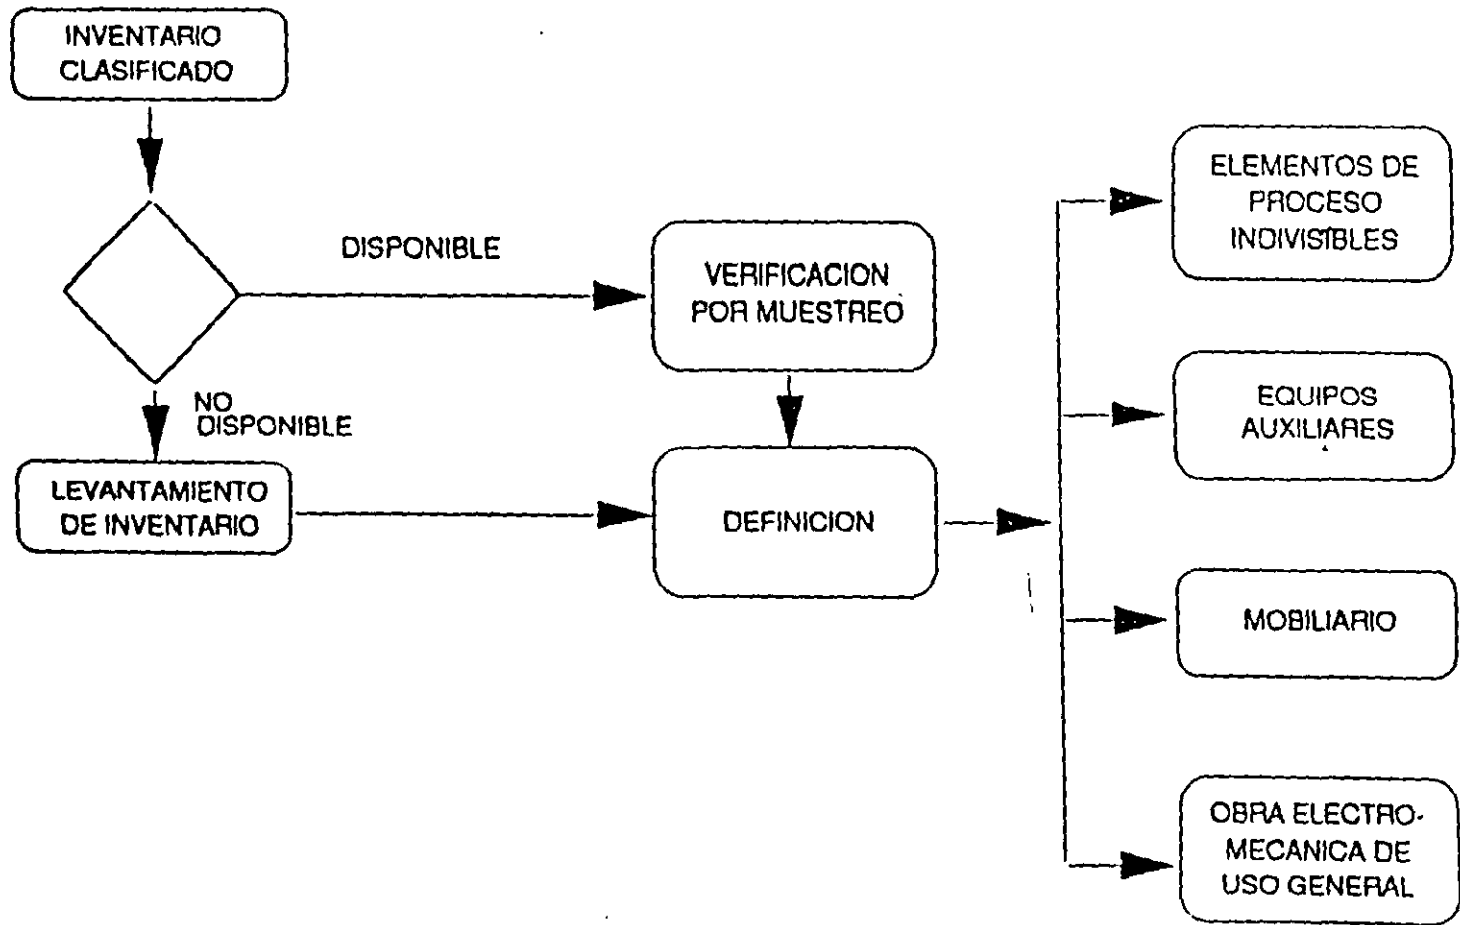 INVENTARIO
CLASIFICADO
DISPONIBLE
VERIFICACION
POR MUESTREO
NO
DISPONIBLE
LEVANTAMIENTO
DE INVENTARIO
DEFINICION
ELEMENTOS DE
PROCESO
INDIVISIBLES
EQUIPOS
AUXILIARES
MOBILIARIO
OBRA ELECTRO-
MECANICA DE
USO GENERAL